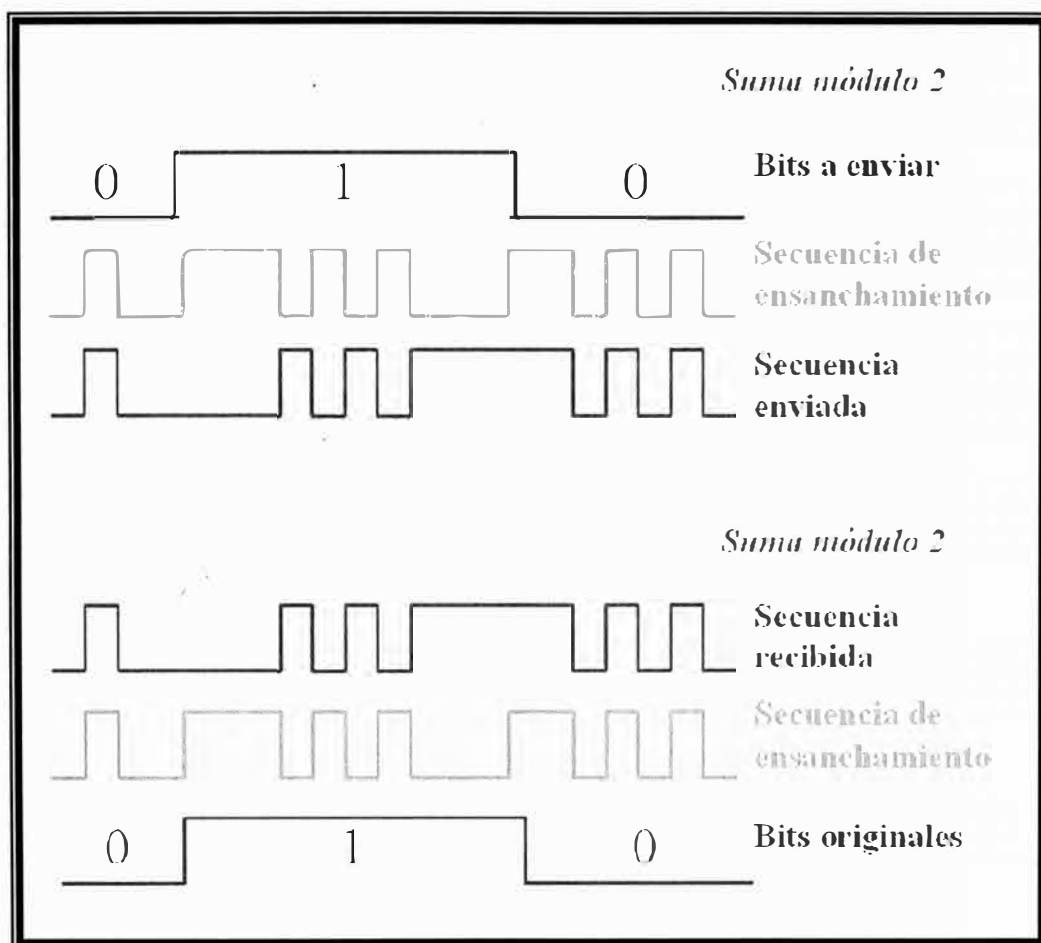 Suma módulo 2
0 1 0 Bits a enviar
Secuencia de
ensanchamiento
Secuencia
enviada
Suma módulo 2
Secuencia
recibida
Secuencia de
ensanchamiento
0 1 0 Bits originales